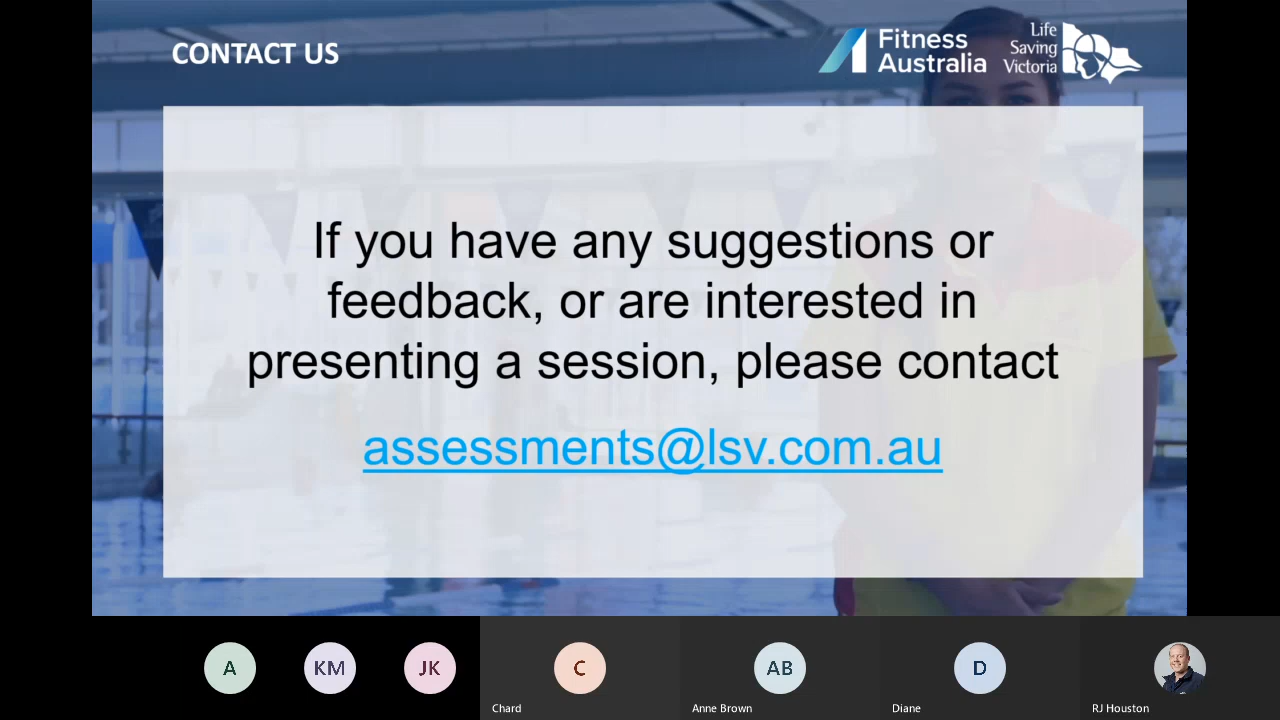 CONTACT US
Fitness
Australia
Life
Saving
Victoria
If you have any suggestions or
feedback, or are interested in
presenting a session, please contact
assessments@lsv.com.au
A
KM
JK
C
AB
D
Chard
Anne Brown
Diane
RJ Houston